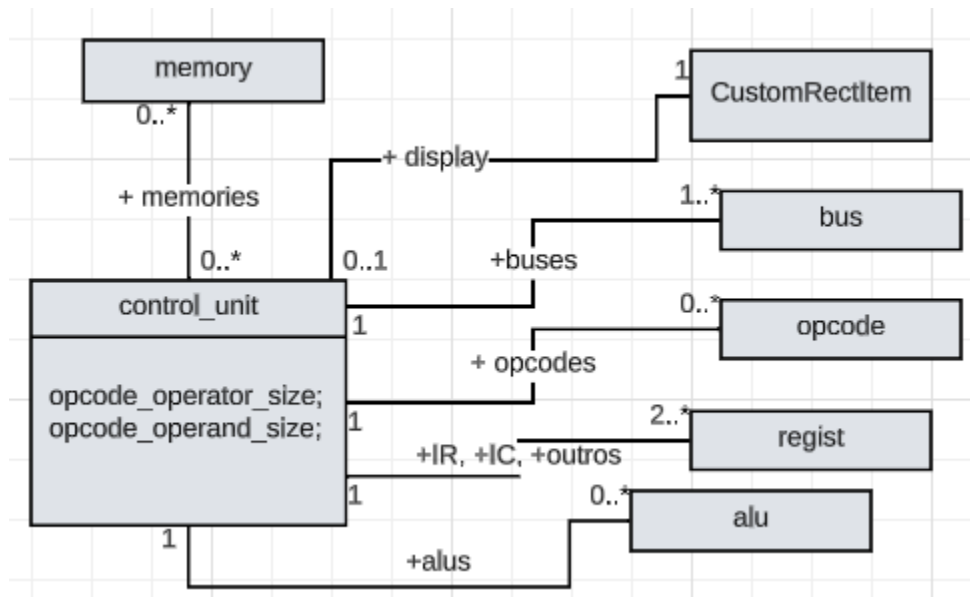 memory
0..*
+ memories
0..*
CustomRectItem
1
+ display
0..1
bus
1..*
+buses
1
opcode
0..*
+ opcodes
1
control_unit
opcode_operator_size;
opcode_operand_size;
regist
2..*
+IR, +IC, +outros
1
alu
0..*
+alus
1